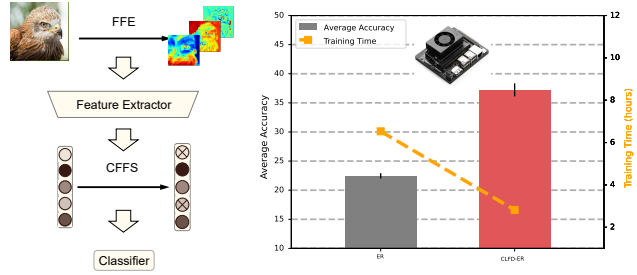 FFE
Feature Extractor
CFFS
Classifier
50
45
40
35
30
25
20
15
10
Average Accuracy
Average Accuracy
Training Time
ER
CLFD-ER
12
10
8
6
4
2
Training Time (hours)